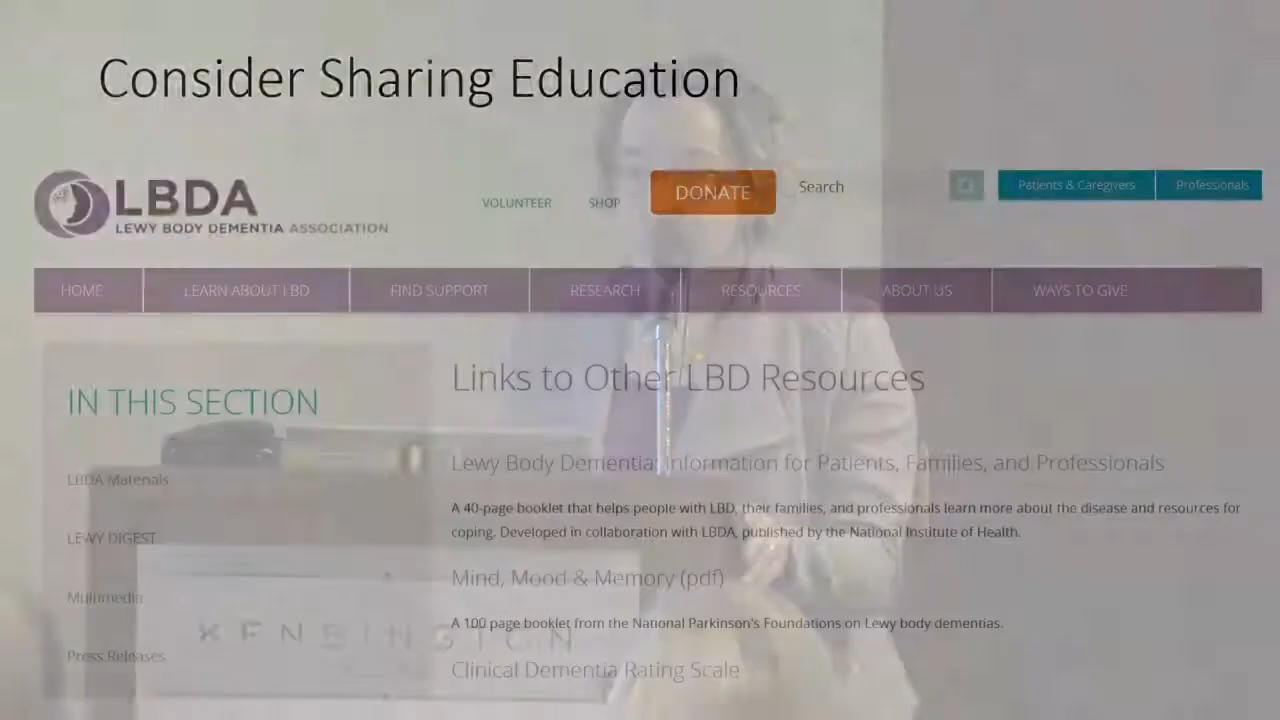 Consider Sharing Education
LBDA
LEWY BODY DEMENTIA ASSOCIATION
VOLUNTEER
SHOP
DONATE
Search
Patients & Caregivers
Professionals
HOME
LEARN ABOUT LBD
FIND SUPPORT
RESEARCH
RESOURCES
ABOUT US
WAYS TO GIVE
IN THIS SECTION
LBDA Materials
LEWY DIGEST
Multimedia
Press Releases
Links to Other LBD Resources
Lewy Body Dementia: Information for Patients, Families, and Professionals
A 40-page booklet that helps people with LBD, their families, and professionals learn more about the disease and resources for
coping. Developed in collaboration with LBDA, published by the National Institute of Health.
Mind, Mood & Memory (pdf)
A 100 page booklet from the National Parkinson's Foundations on Lewy body dementias.
Clinical Dementia Rating Scale
KENSINGTON